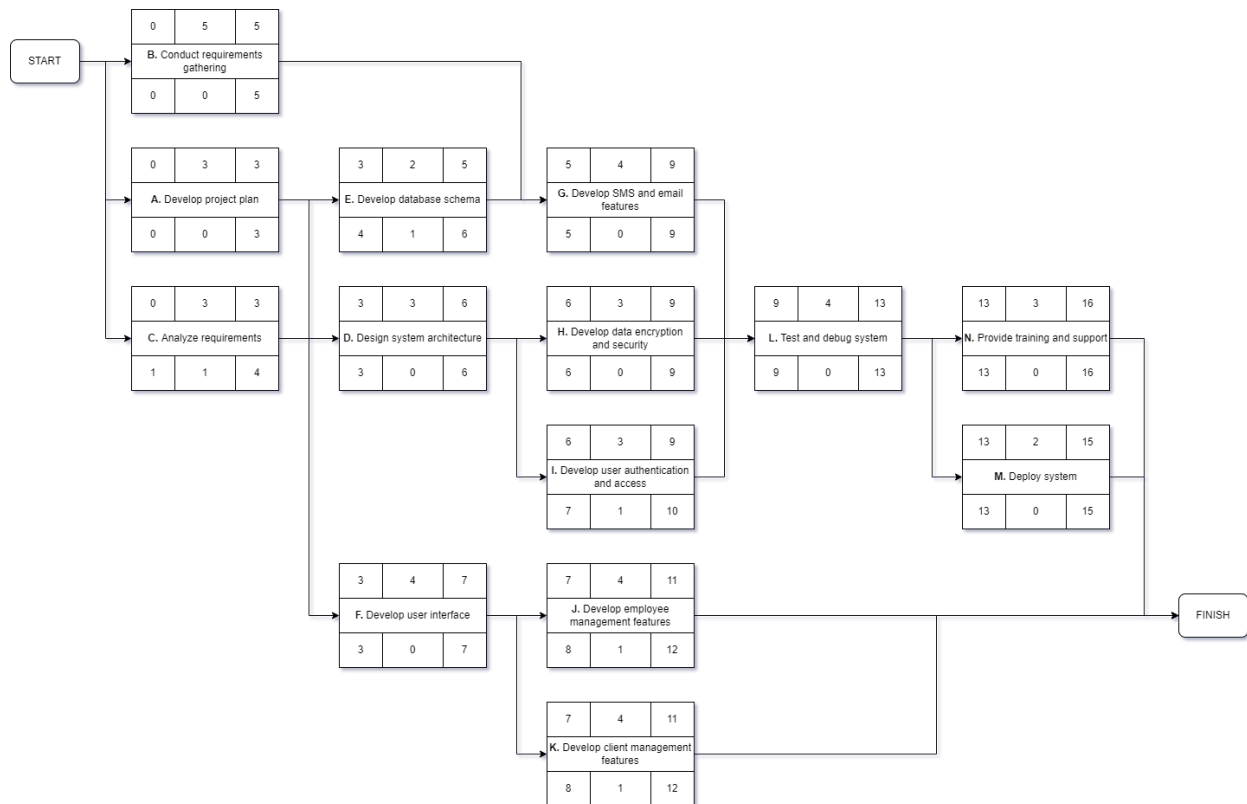 START
0 5 5
B. Conduct requirements
gathering
0 0 5
0 3 3
A. Develop project plan
0 0 3
3 2 5
E. Develop database schema
4 1 6
5 4 9
G. Develop SMS and email
features
5 0 9
0 3 3
C. Analyze requirements
1 1 4
3 3 6
D. Design system architecture
3 0 6
6 3 9
H. Develop data encryption
and security
6 0 9
9 4 13
L. Test and debug system
9 0 13
13 3 16
N. Provide training and support
13 0 16
6 3 9
I. Develop user authentication
and access
7 1 10
13 2 15
M. Deploy system
13 0 15
3 4 7
F. Develop user interface
3 0 7
7 4 11
J. Develop employee
management features
8 1 12
FINISH
7 4 11
K. Develop client management
features
8 1 12